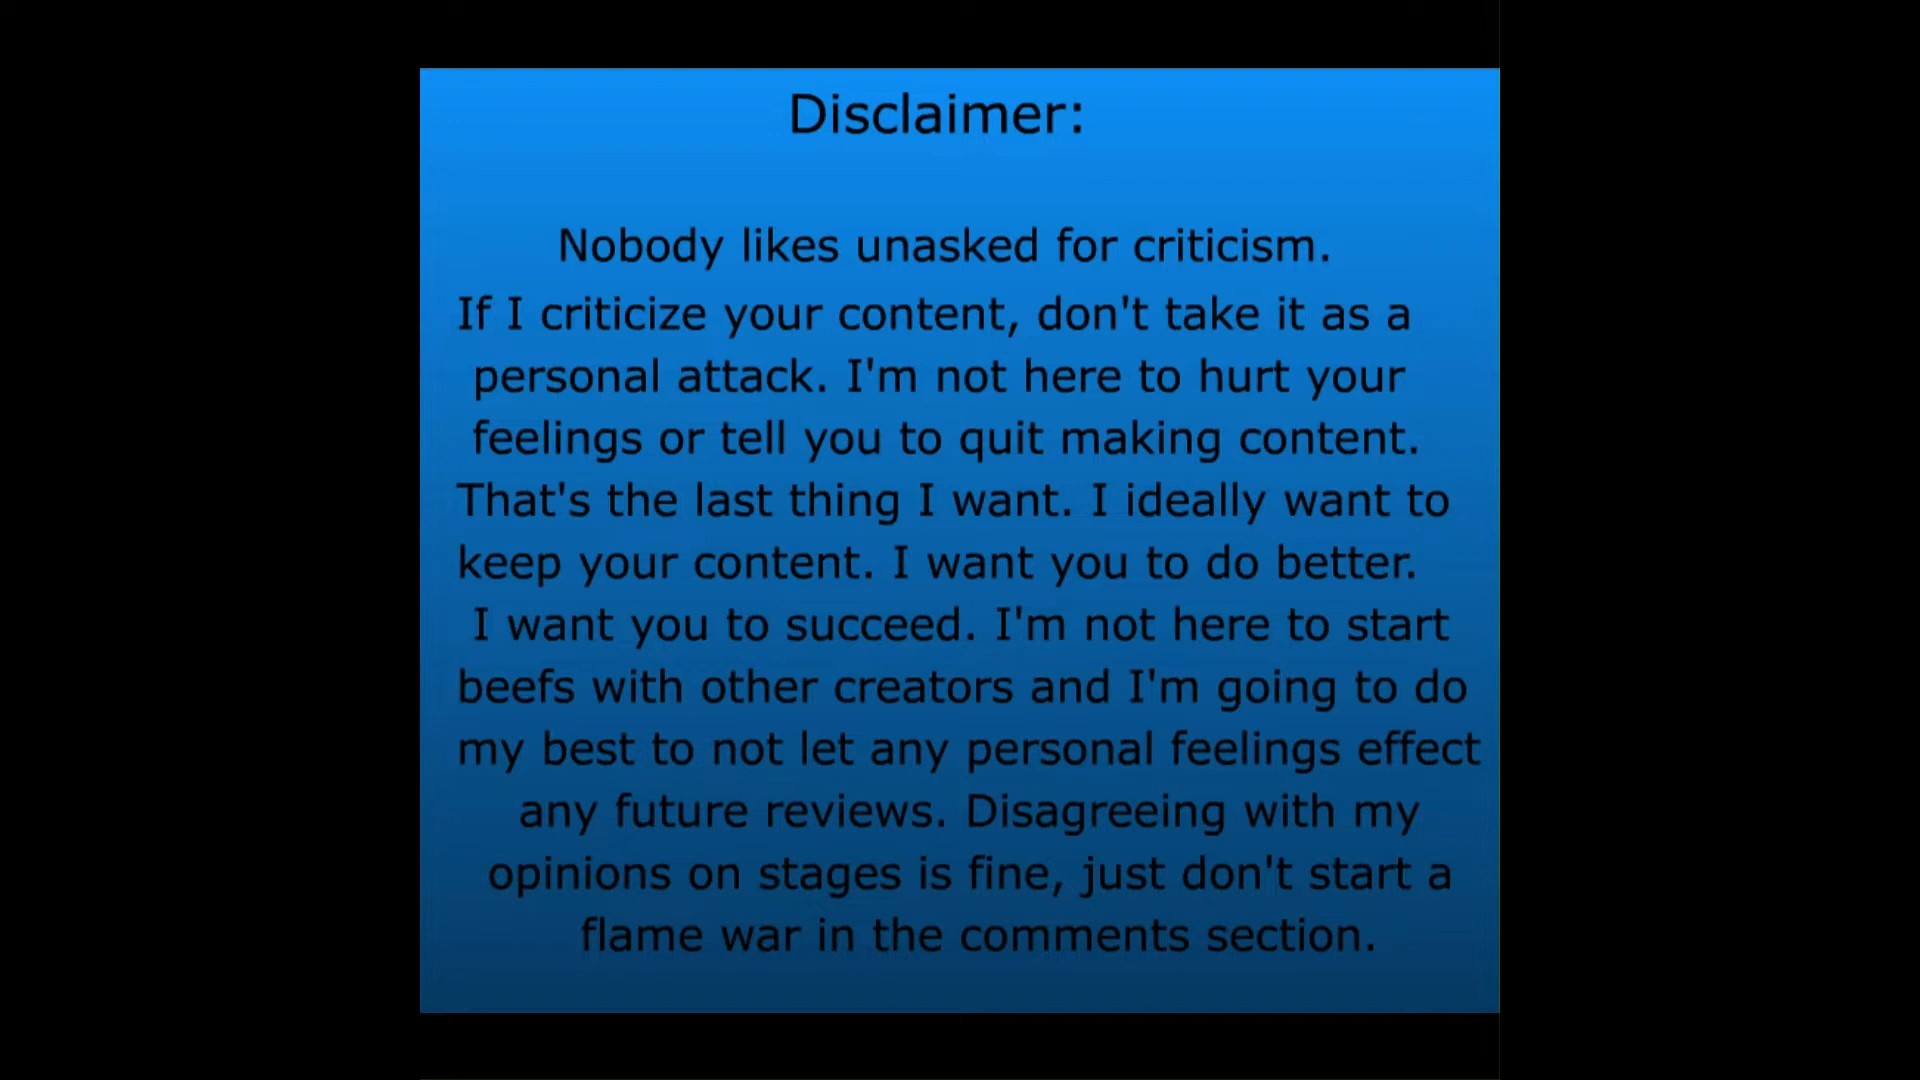 Disclaimer:
Nobody likes unasked for criticism.
If I criticize your content, don't take it as a
personal attack. I'm not here to hurt your
feelings or tell you to quit making content.
That's the last thing I want. I ideally want to
keep your content. I want you to do better.
I want you to succeed. I'm not here to start
beefs with other creators and I'm going to do
my best to not let any personal feelings effect
any future reviews. Disagreeing with my
opinions on stages is fine, just don't start a
flame war in the comments section.